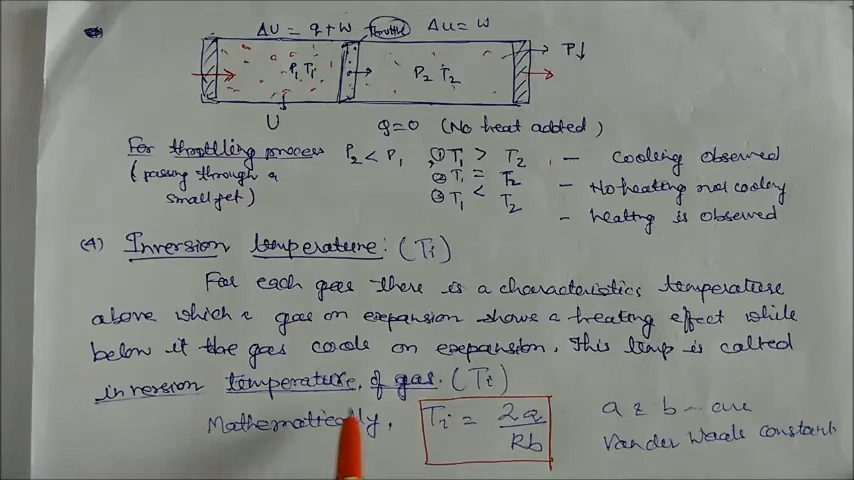 ΔU = q + W throttle ΔU = W
P₁ T₁ P₂ T₂ P↓
U q=0 (No heat added)
For throttling process P₂ < P₁ ① T₁ > T₂ - cooling observed
(passing through a ② T₁ = T₂ - No heating not cooling
small jet) ③ T₁ < T₂ - heating is observed
(4) Inversion temperature: (Ti)
For each gas there is a characteristics temperature
above which a gas on expansion shows a heating effect while
below it the gas cools on expansion. This temp is called
inversion temperature of gas. (Ti)
Mathematically, Ti = 2a/Rb a & b - are
Vander Waals constant